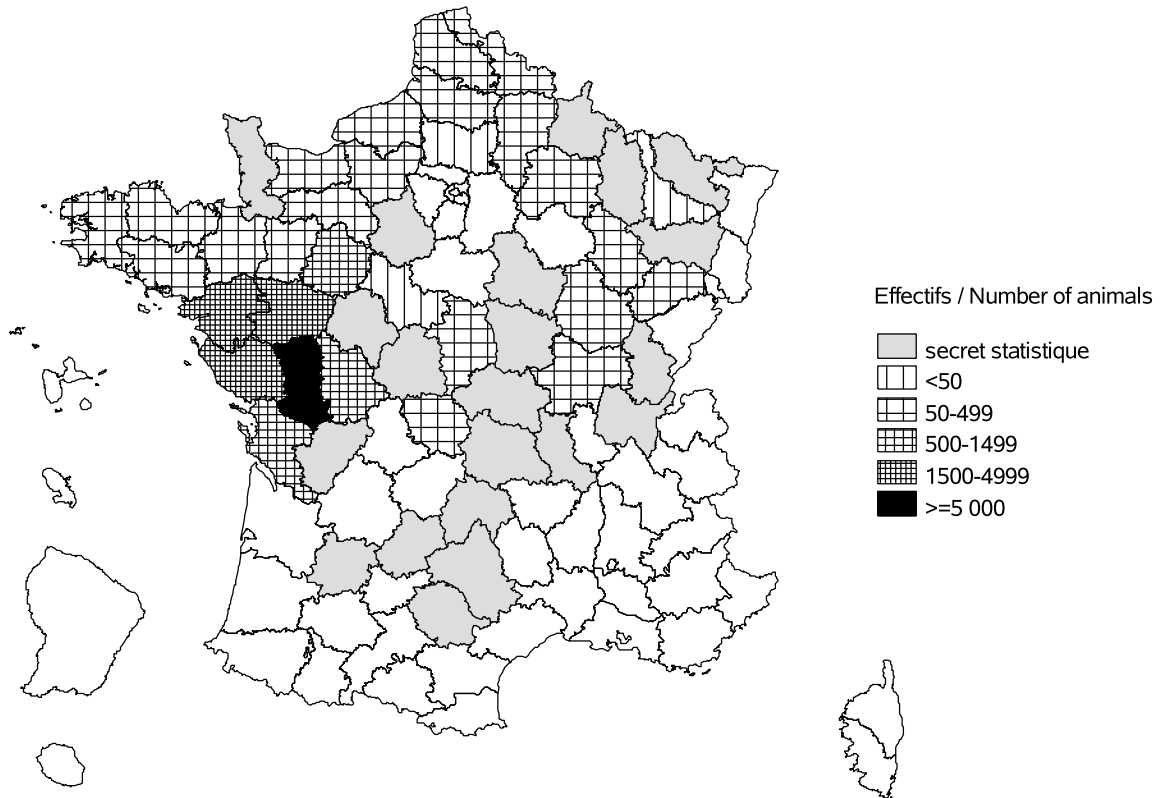 Effectifs / Number of animals
secret statistique
<50
50-499
500-1499
1500-4999
>=5 000